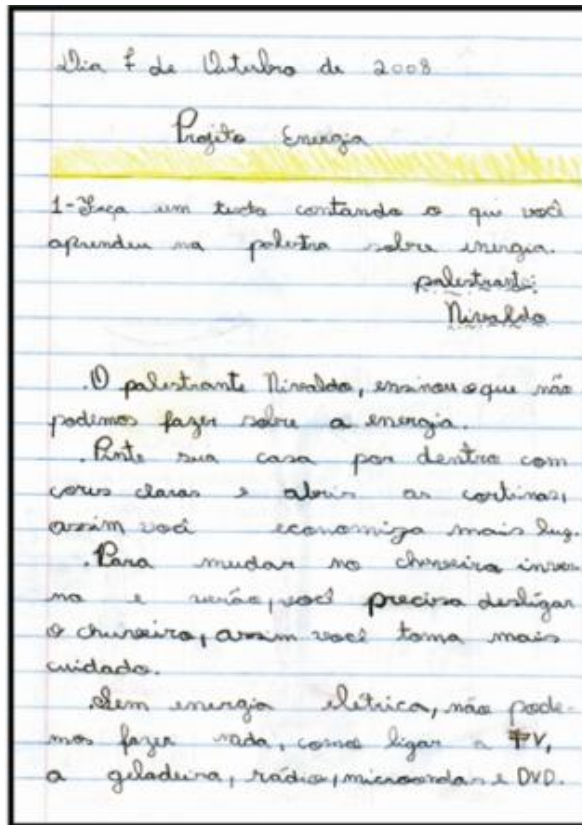 Dia 7 de Outubro de 2008
Projeto Energia
1-Faça um texto contando o que você
aprendeu na palestra sobre energia.
palestrante:
Nivaldo
.O palestrante Nivaldo, ensinou o que não
podemos fazer sobre a energia.
.Pinte sua casa por dentro com
cores claras e abrir as cortinas,
assim você economiza mais luz.
.Para mudar no chuveiro inver
no e verão, você precisa desligar
o chuveiro, assim você toma mais
cuidado.
.Sem energia elétrica, não pode-
mos fazer nada, como ligar a TV,
a geladeira, rádio, microondas e DVD.